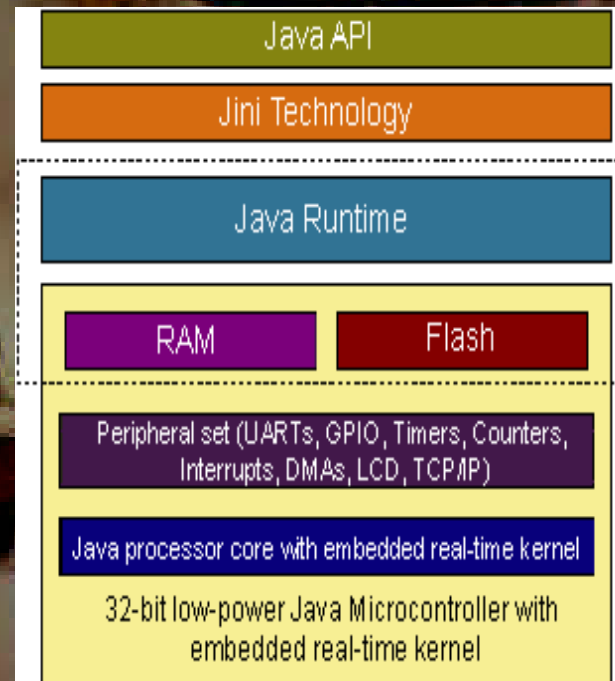 Java API
Jini Technology
Java Runtime
RAM
Flash
Peripheral set (UARTs, GPIO, Timers, Counters,
Interrupts, DMAs, LCD, TCP/IP)
Java processor core with embedded real-time kernel
32-bit low-power Java Microcontroller with
embedded real-time kernel